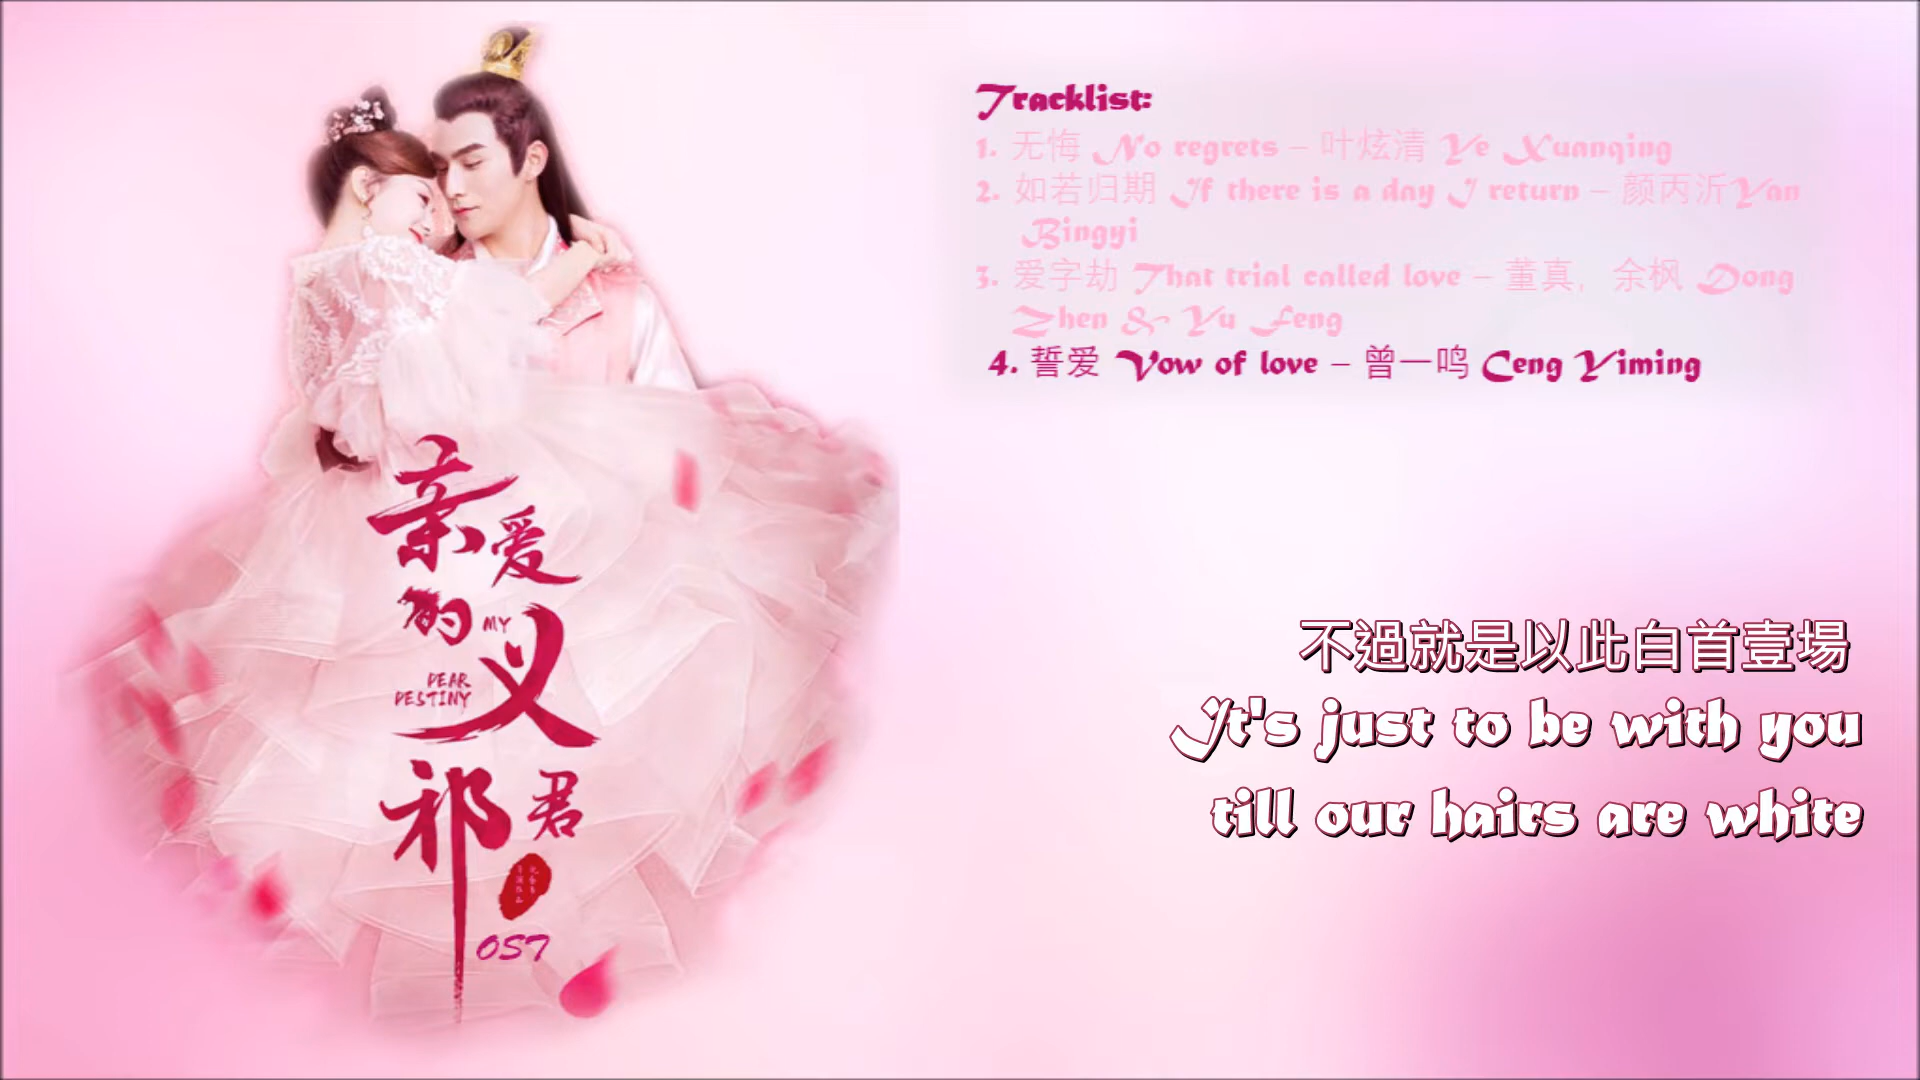 亲爱的
MY
DEAR
DESTINY
义
祁君
OST
Tracklist:
1. 无悔 No regrets – 叶炫清 Ye Xuanqing
2. 如若归期 If there is a day I return – 颜丙沂Yan
Bingyi
3. 爱字劫 That trial called love – 董真，余枫 Dong
Zhen & Yu Feng
4. 誓爱 Vow of love – 曾一鸣 Ceng Yiming
不過就是以此白首壹場
It's just to be with you
till our hairs are white